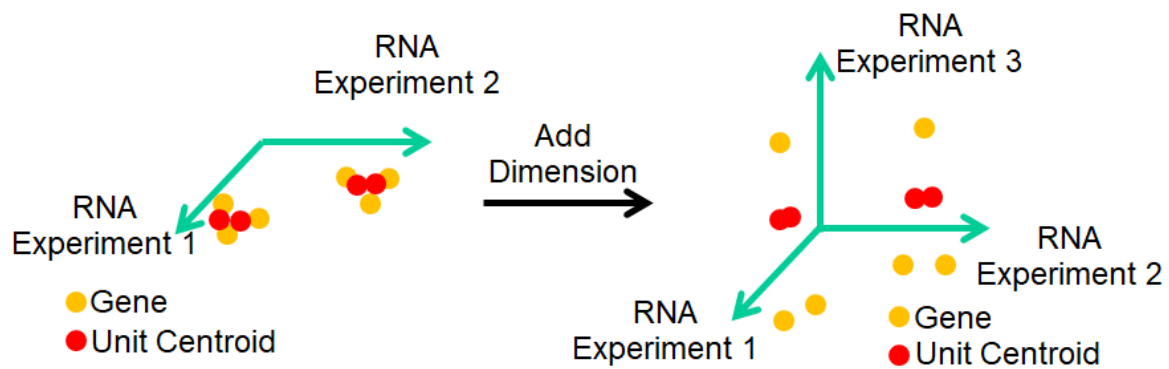 RNA
Experiment 2
RNA
Experiment 1
Gene
Unit Centroid
Add
Dimension
RNA
Experiment 3
RNA
Experiment 2
RNA
Experiment 1
Gene
Unit Centroid